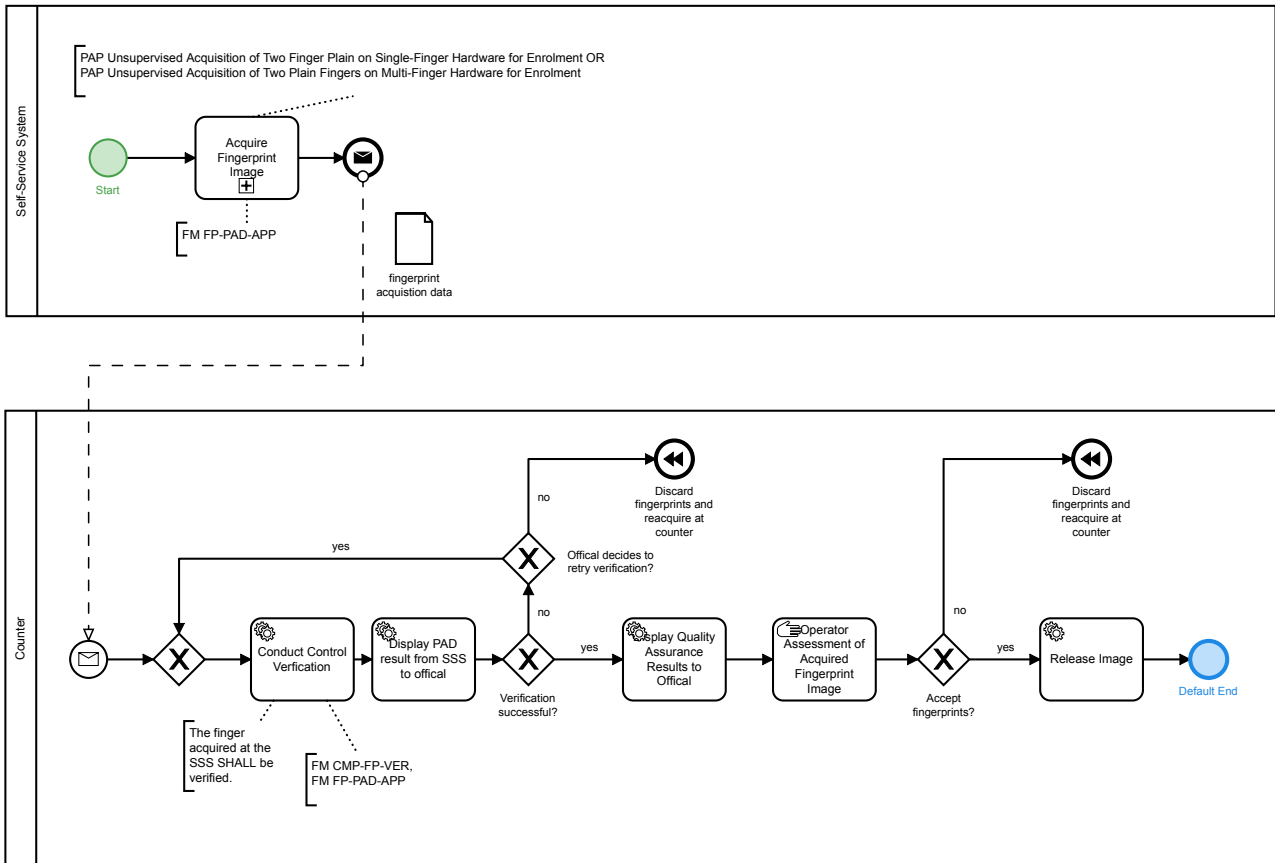 Self-Service System
PAP Unsupervised Acquisition of Two Finger Plain on Single-Finger Hardware for Enrolment OR
PAP Unsupervised Acquisition of Two Plain Fingers on Multi-Finger Hardware for Enrolment
Start
Acquire
Fingerprint
Image
FM FP-PAD-APP
fingerprint
acquistion data
Counter
Discard
fingerprints and
reacquire at
counter
Discard
fingerprints and
reacquire at
counter
no
no
yes
Offical decides to
retry verification?
no
Conduct Control
Verfication
Display PAD
result from SSS
to offical
Verification
successful?
yes
Display Quality
Assurance
Results to
Offical
Operator
Assessment of
Acquired
Fingerprint
Image
Accept
fingerprints?
yes
Release Image
Default End
The finger
acquired at the
SSS SHALL be
verified.
FM CMP-FP-VER,
FM FP-PAD-APP